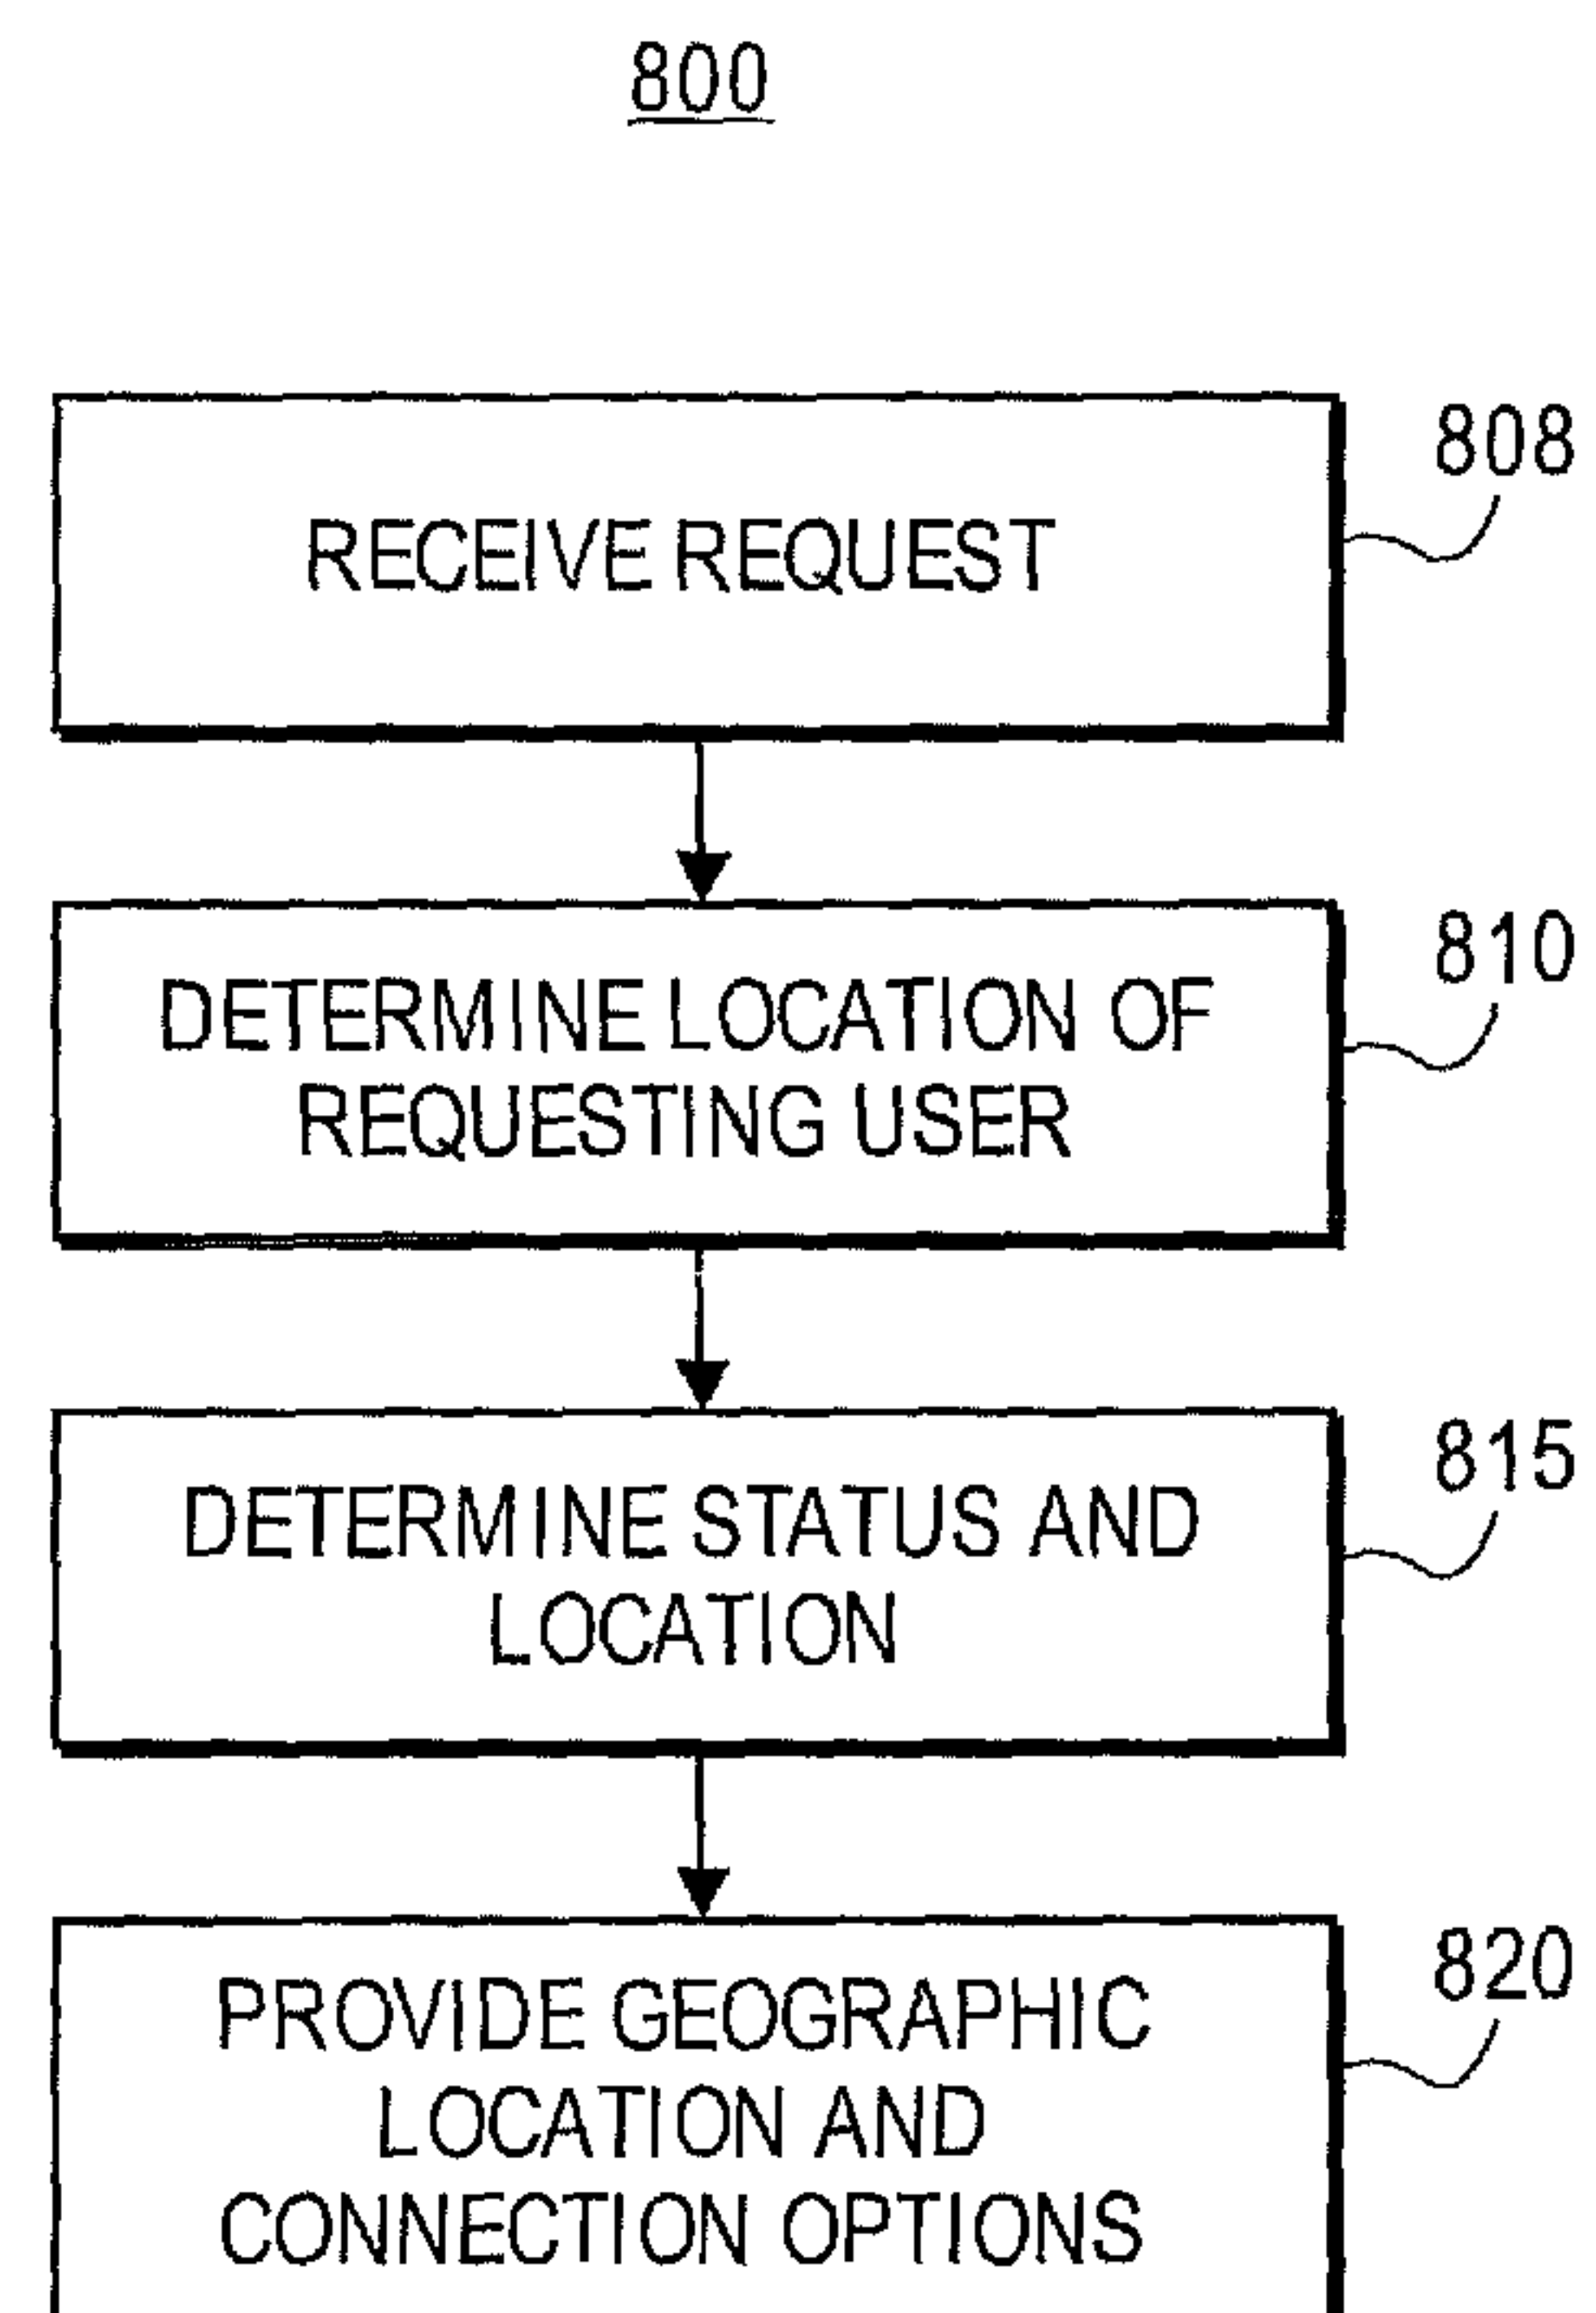 800
RECEIVE REQUEST
808
DETERMINE LOCATION OF
REQUESTING USER
810
DETERMINE STATUS AND
LOCATION
815
PROVIDE GEOGRAPHIC
LOCATION AND
CONNECTION OPTIONS
820